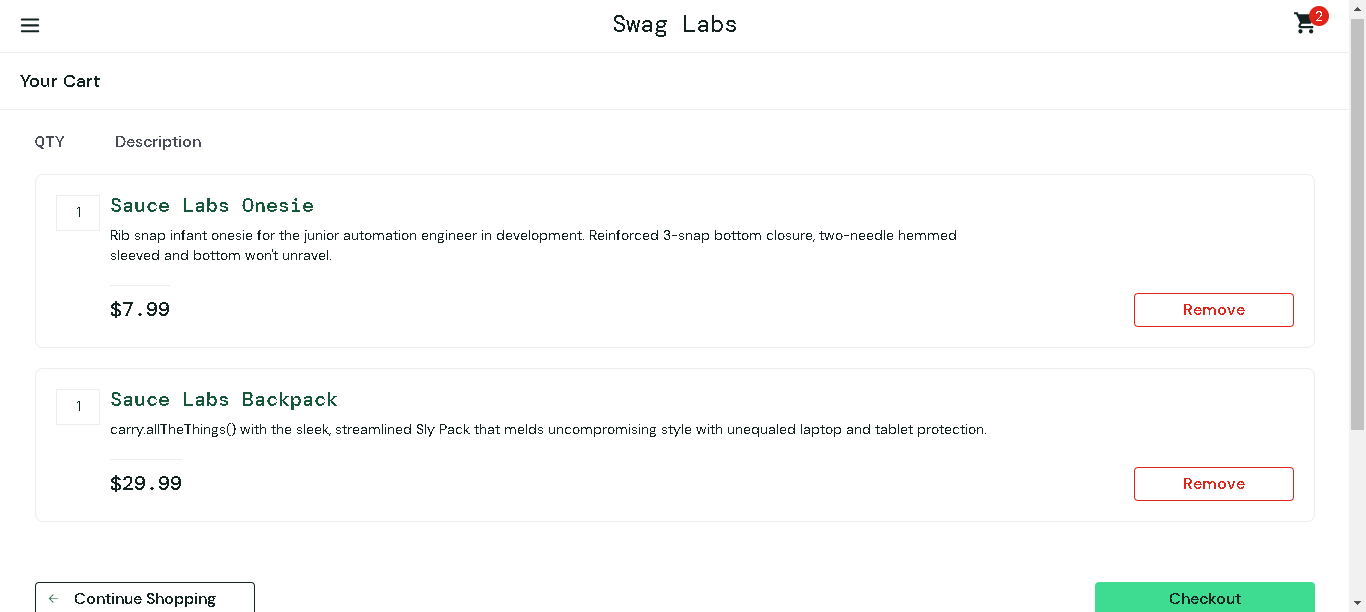 Swag Labs
2
Your Cart
QTY Description
1
Sauce Labs Onesie
Rib snap infant onesie for the junior automation engineer in development. Reinforced 3-snap bottom closure, two-needle hemmed
sleeved and bottom won't unravel.
$7.99
Remove
1
Sauce Labs Backpack
carry.allTheThings() with the sleek, streamlined Sly Pack that melds uncompromising style with unequaled laptop and tablet protection.
$29.99
Remove
Continue Shopping
Checkout